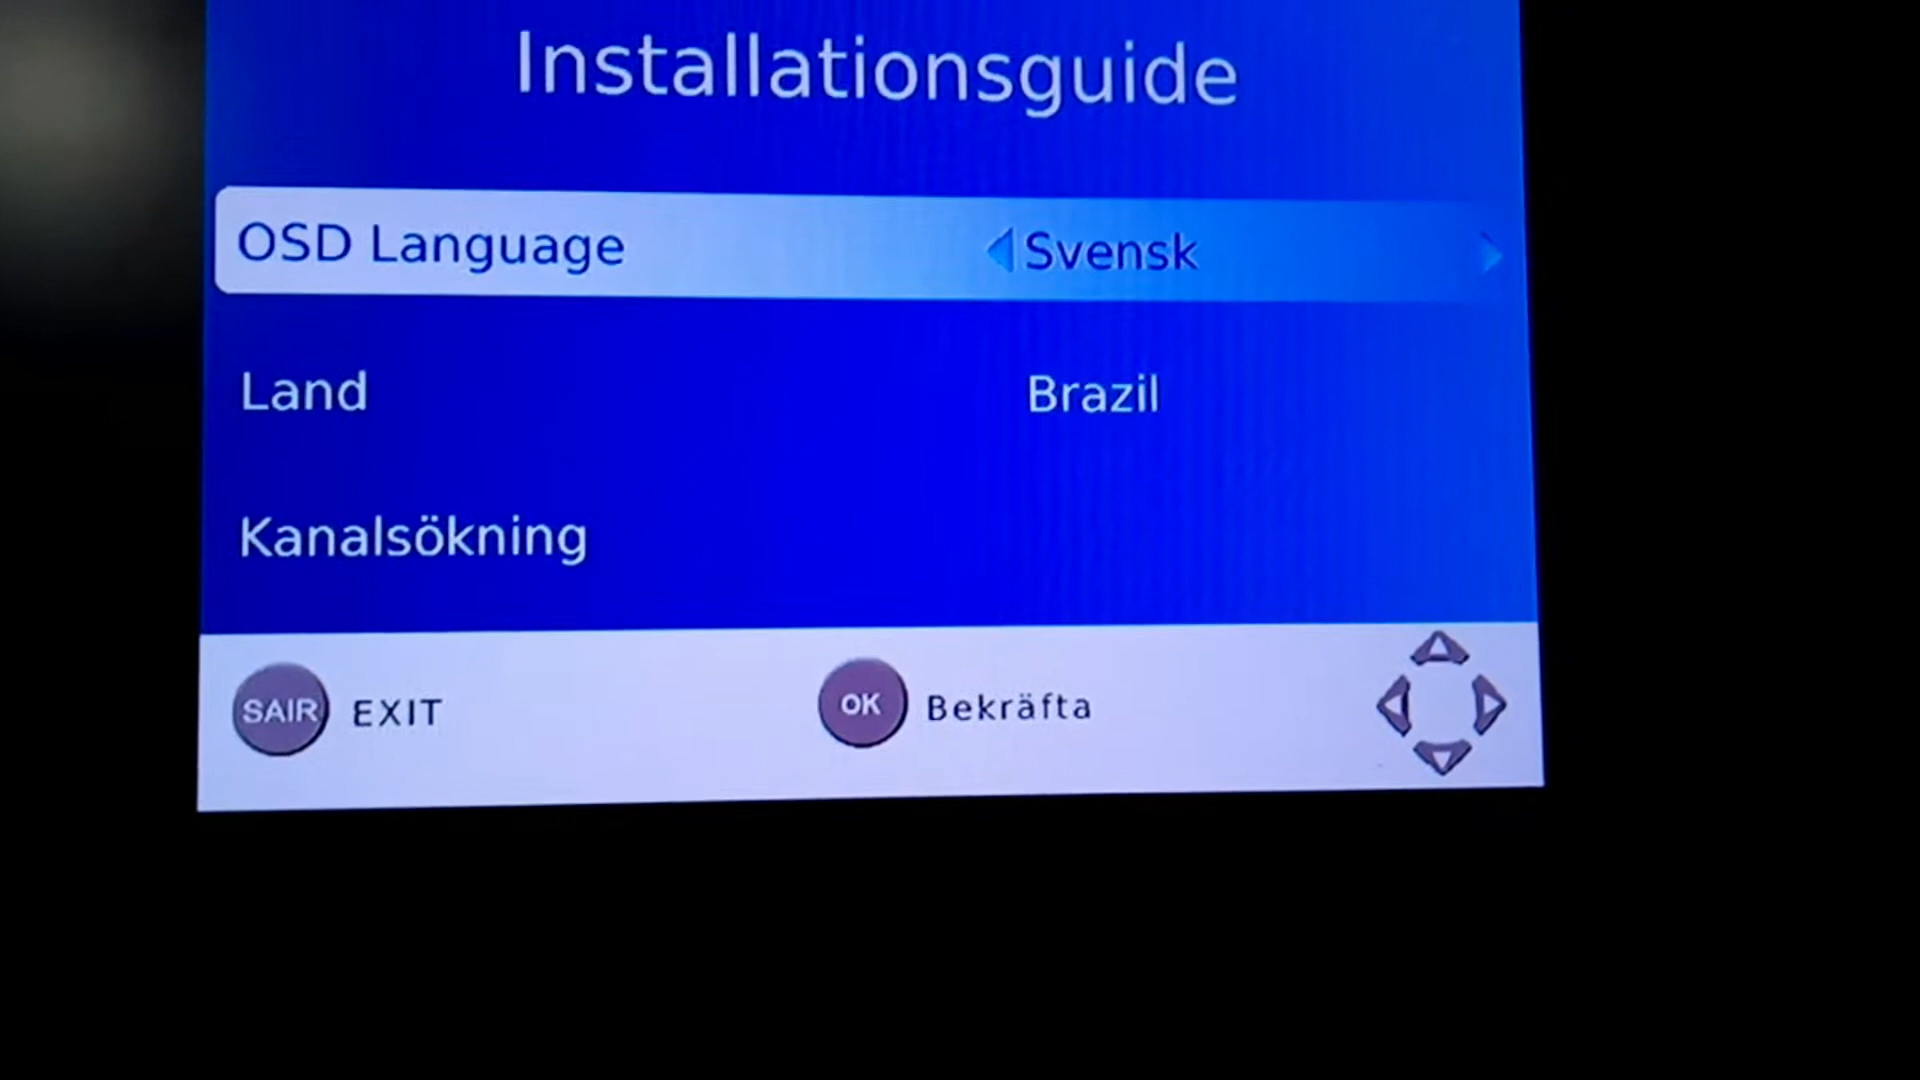 Installationsguide
OSD Language Svensk
Land Brazil
Kanalsökning
SAIR EXIT OK Bekräfta